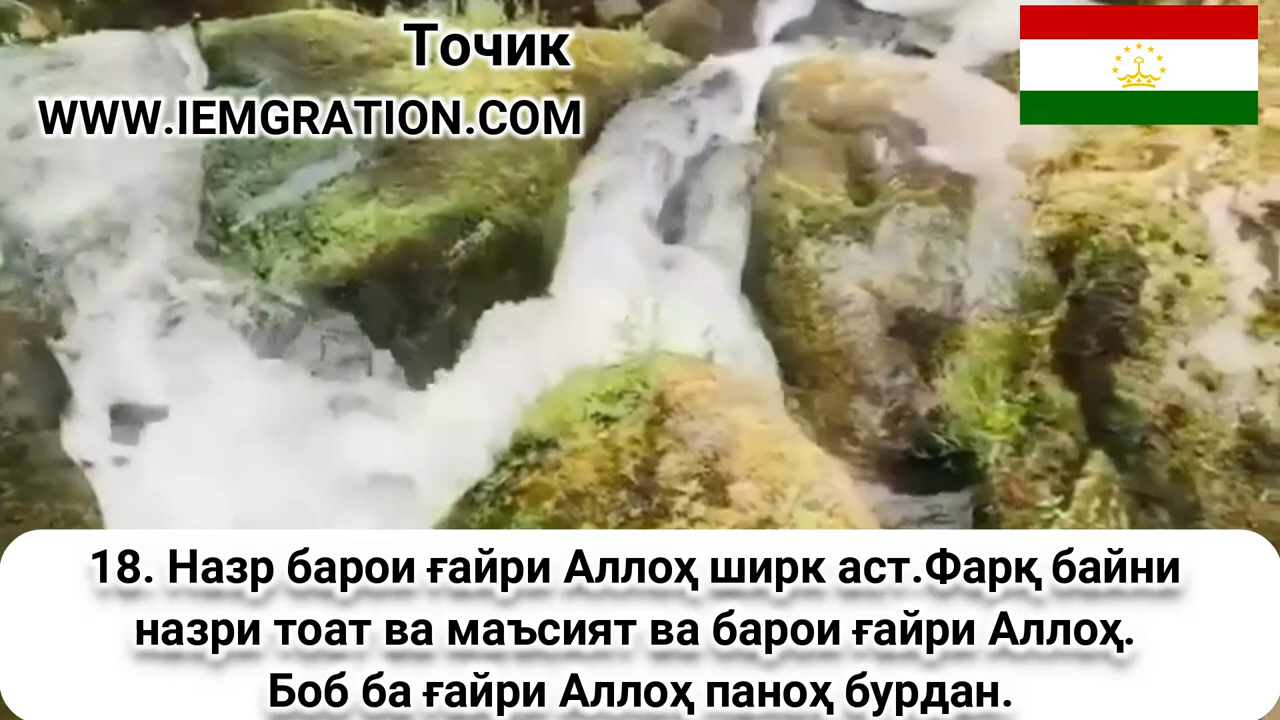 Точик
WWW.IEMGRATION.COM
18. Назр барои ғайри Аллоҳ ширк аст.Фарқ байни
назри тоат ва маъсият ва барои ғайри Аллоҳ.
Боб ба ғайри Аллоҳ паноҳ бурдан.